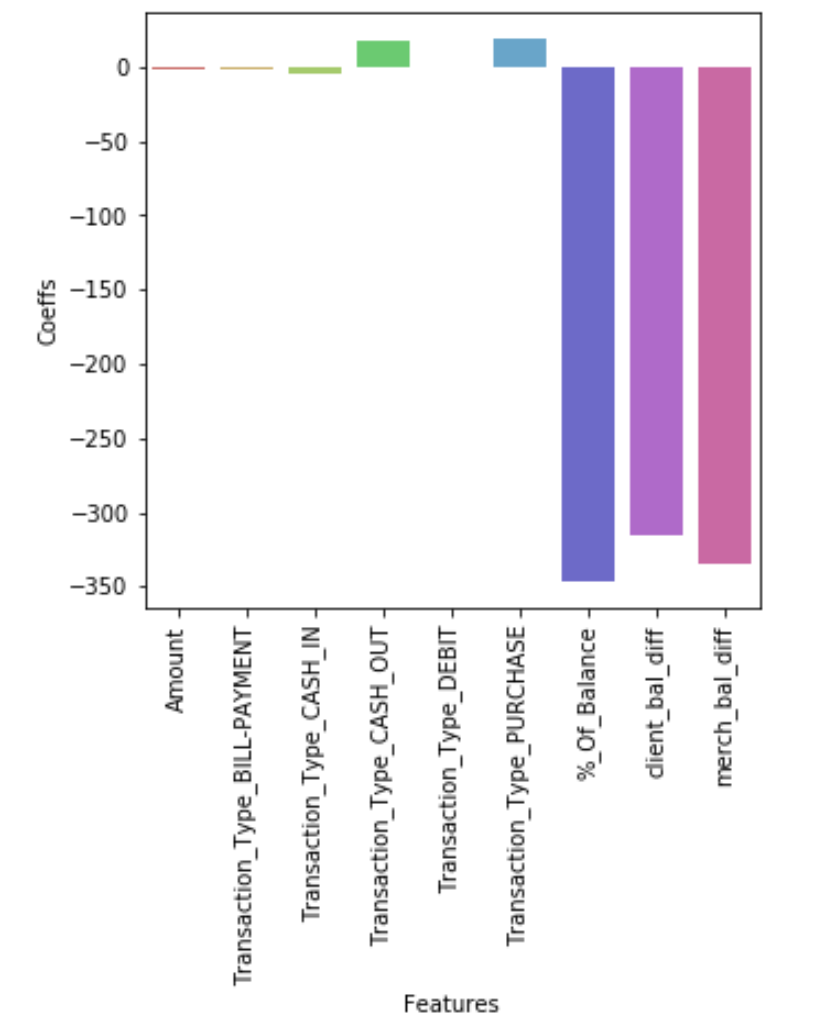 0
−50
−100
−150
−200
−250
−300
−350
Coeffs
Amount
Transaction_Type_BILL-PAYMENT
Transaction_Type_CASH_IN
Transaction_Type_CASH_OUT
Transaction_Type_DEBIT
Transaction_Type_PURCHASE
%_Of_Balance
client_bal_diff
merch_bal_diff
Features